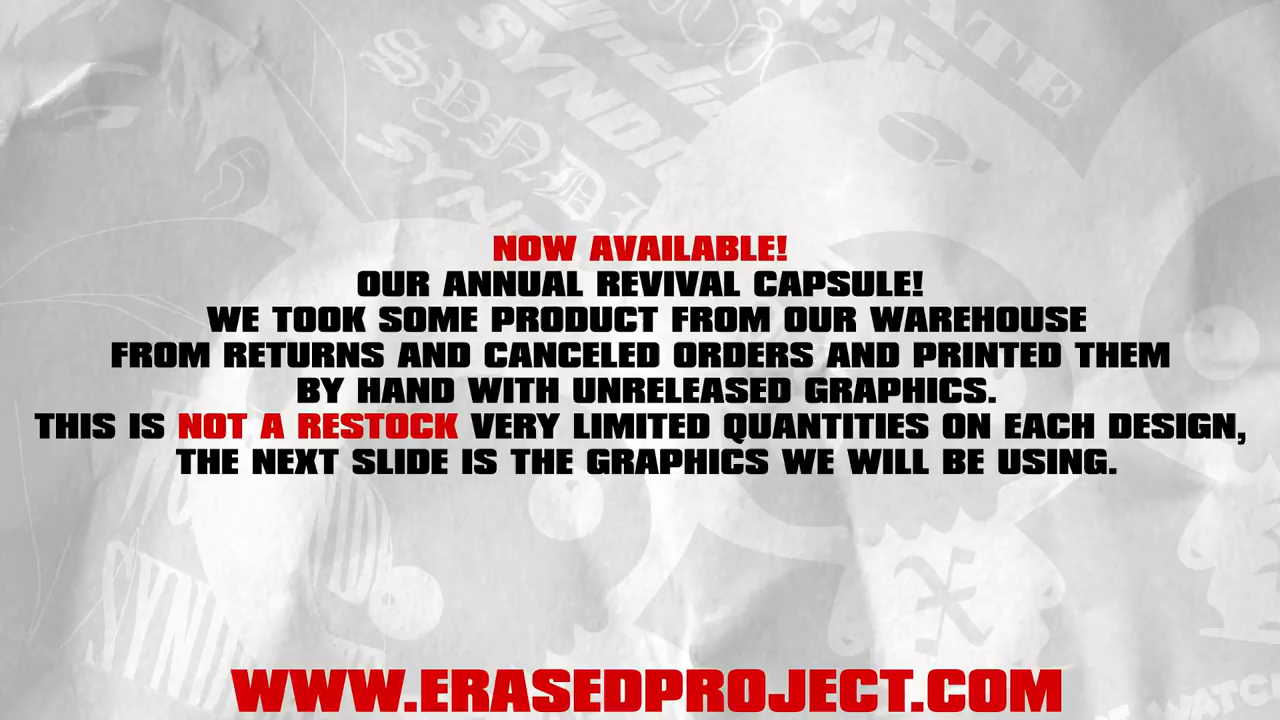 NOW AVAILABLE!
OUR ANNUAL REVIVAL CAPSULE!
WE TOOK SOME PRODUCT FROM OUR WAREHOUSE
FROM RETURNS AND CANCELED ORDERS AND PRINTED THEM
BY HAND WITH UNRELEASED GRAPHICS.
THIS IS NOT A RESTOCK VERY LIMITED QUANTITIES ON EACH DESIGN,
THE NEXT SLIDE IS THE GRAPHICS WE WILL BE USING.
WWW.ERASEDPROJECT.COM